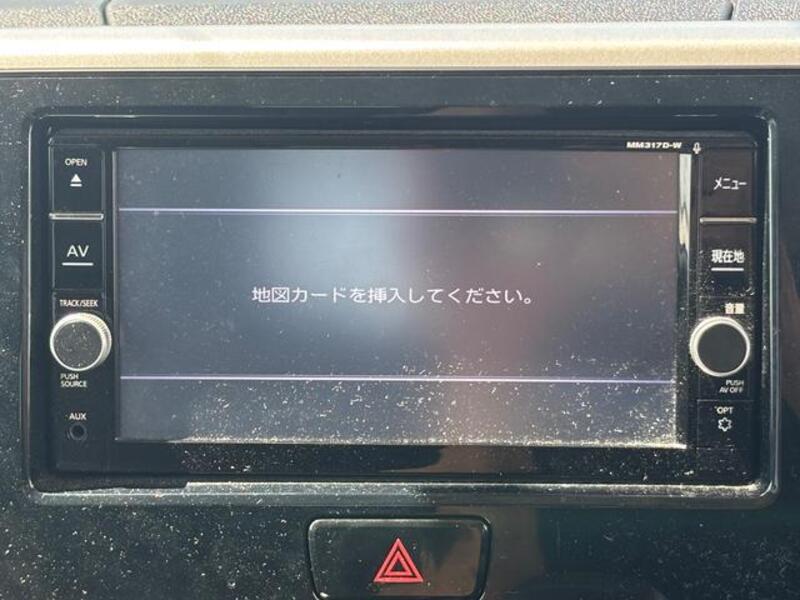 MM317D-W
OPEN
メニュー
AV
現在地
地図カードを挿入してください。
TRACK/SEEK
音量
PUSH
SOURCE
PUSH
AV OFF
AUX
OPT